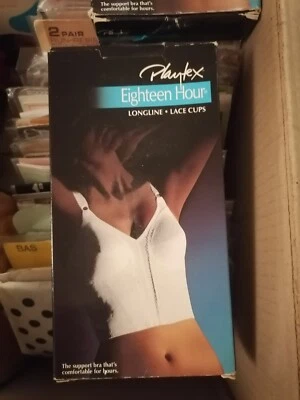 The support bra that's
comfortable for hours.
2 PAIR
Playtex
Eighteen Hour®
LONGLINE • LACE CUPS
BAS
The support bra that's
comfortable for hours.